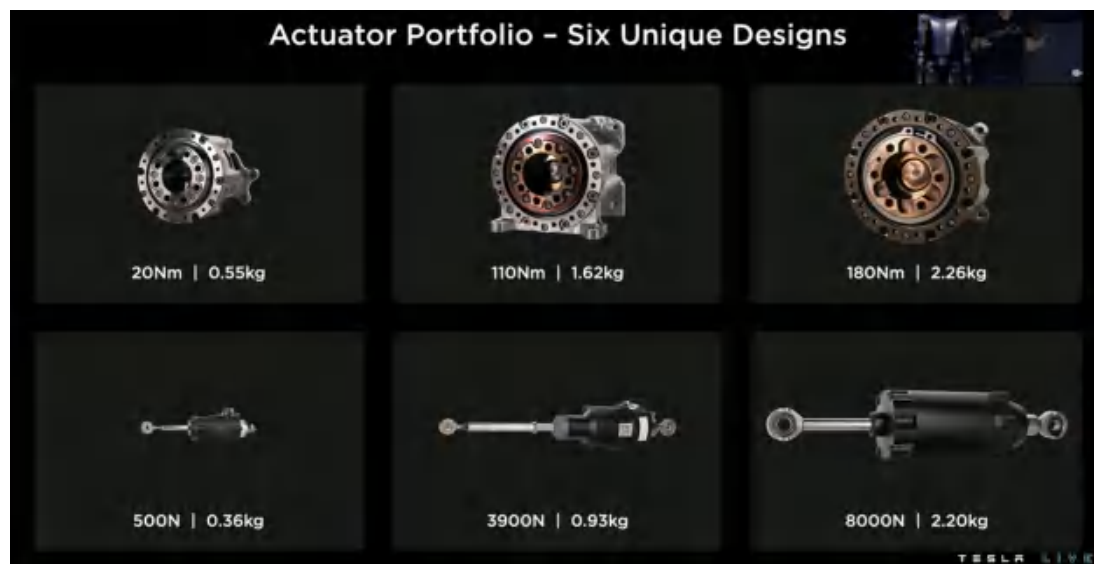 Actuator Portfolio – Six Unique Designs
20Nm | 0.55kg
110Nm | 1.62kg
180Nm | 2.26kg
500N | 0.36kg
3900N | 0.93kg
8000N | 2.20kg
TESLA LIVE